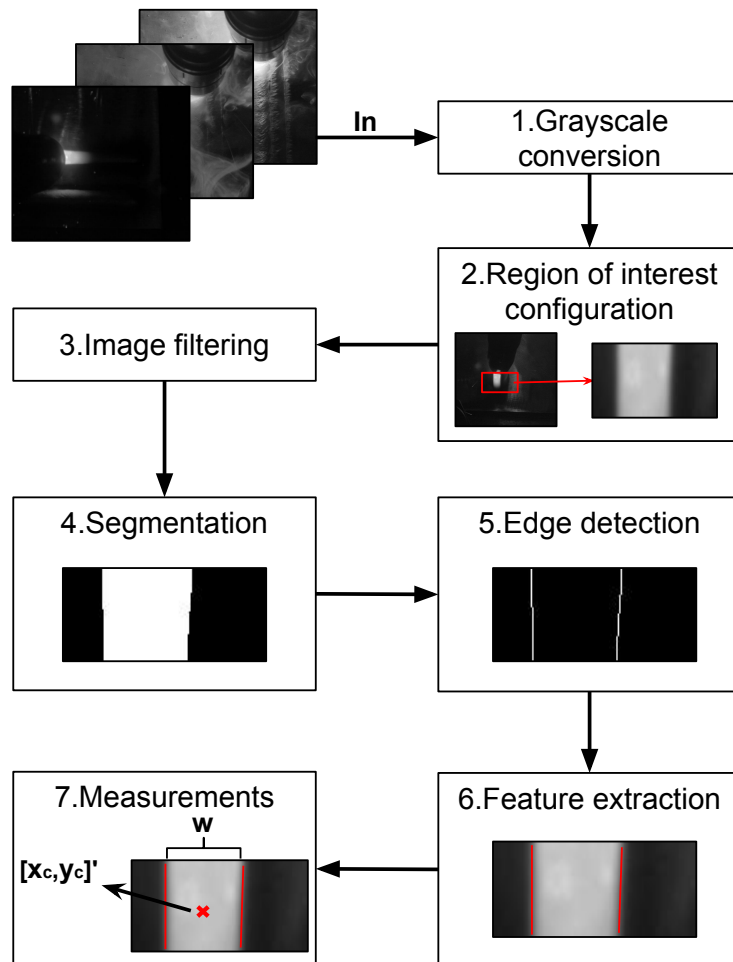 In
1.Grayscale
conversion
2.Region of interest
configuration
3.Image filtering
4.Segmentation
5.Edge detection
6.Feature extraction
7.Measurements
w
[xc,yc]'